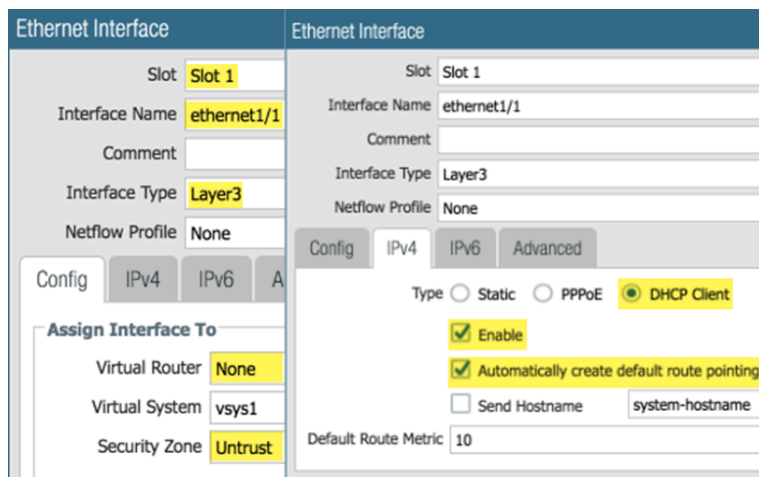 Ethernet Interface
Slot Slot 1
Interface Name ethernet1/1
Comment
Interface Type Layer3
Netflow Profile None
Config IPv4 IPv6 A
Assign Interface To
Virtual Router None
Virtual System vsys1
Security Zone Untrust
Ethernet Interface
Slot Slot 1
Interface Name ethernet1/1
Comment
Interface Type Layer3
Netflow Profile None
Config IPv4 IPv6 Advanced
Type Static PPPoE DHCP Client
Enable
Automatically create default route pointing
Send Hostname system-hostname
Default Route Metric 10